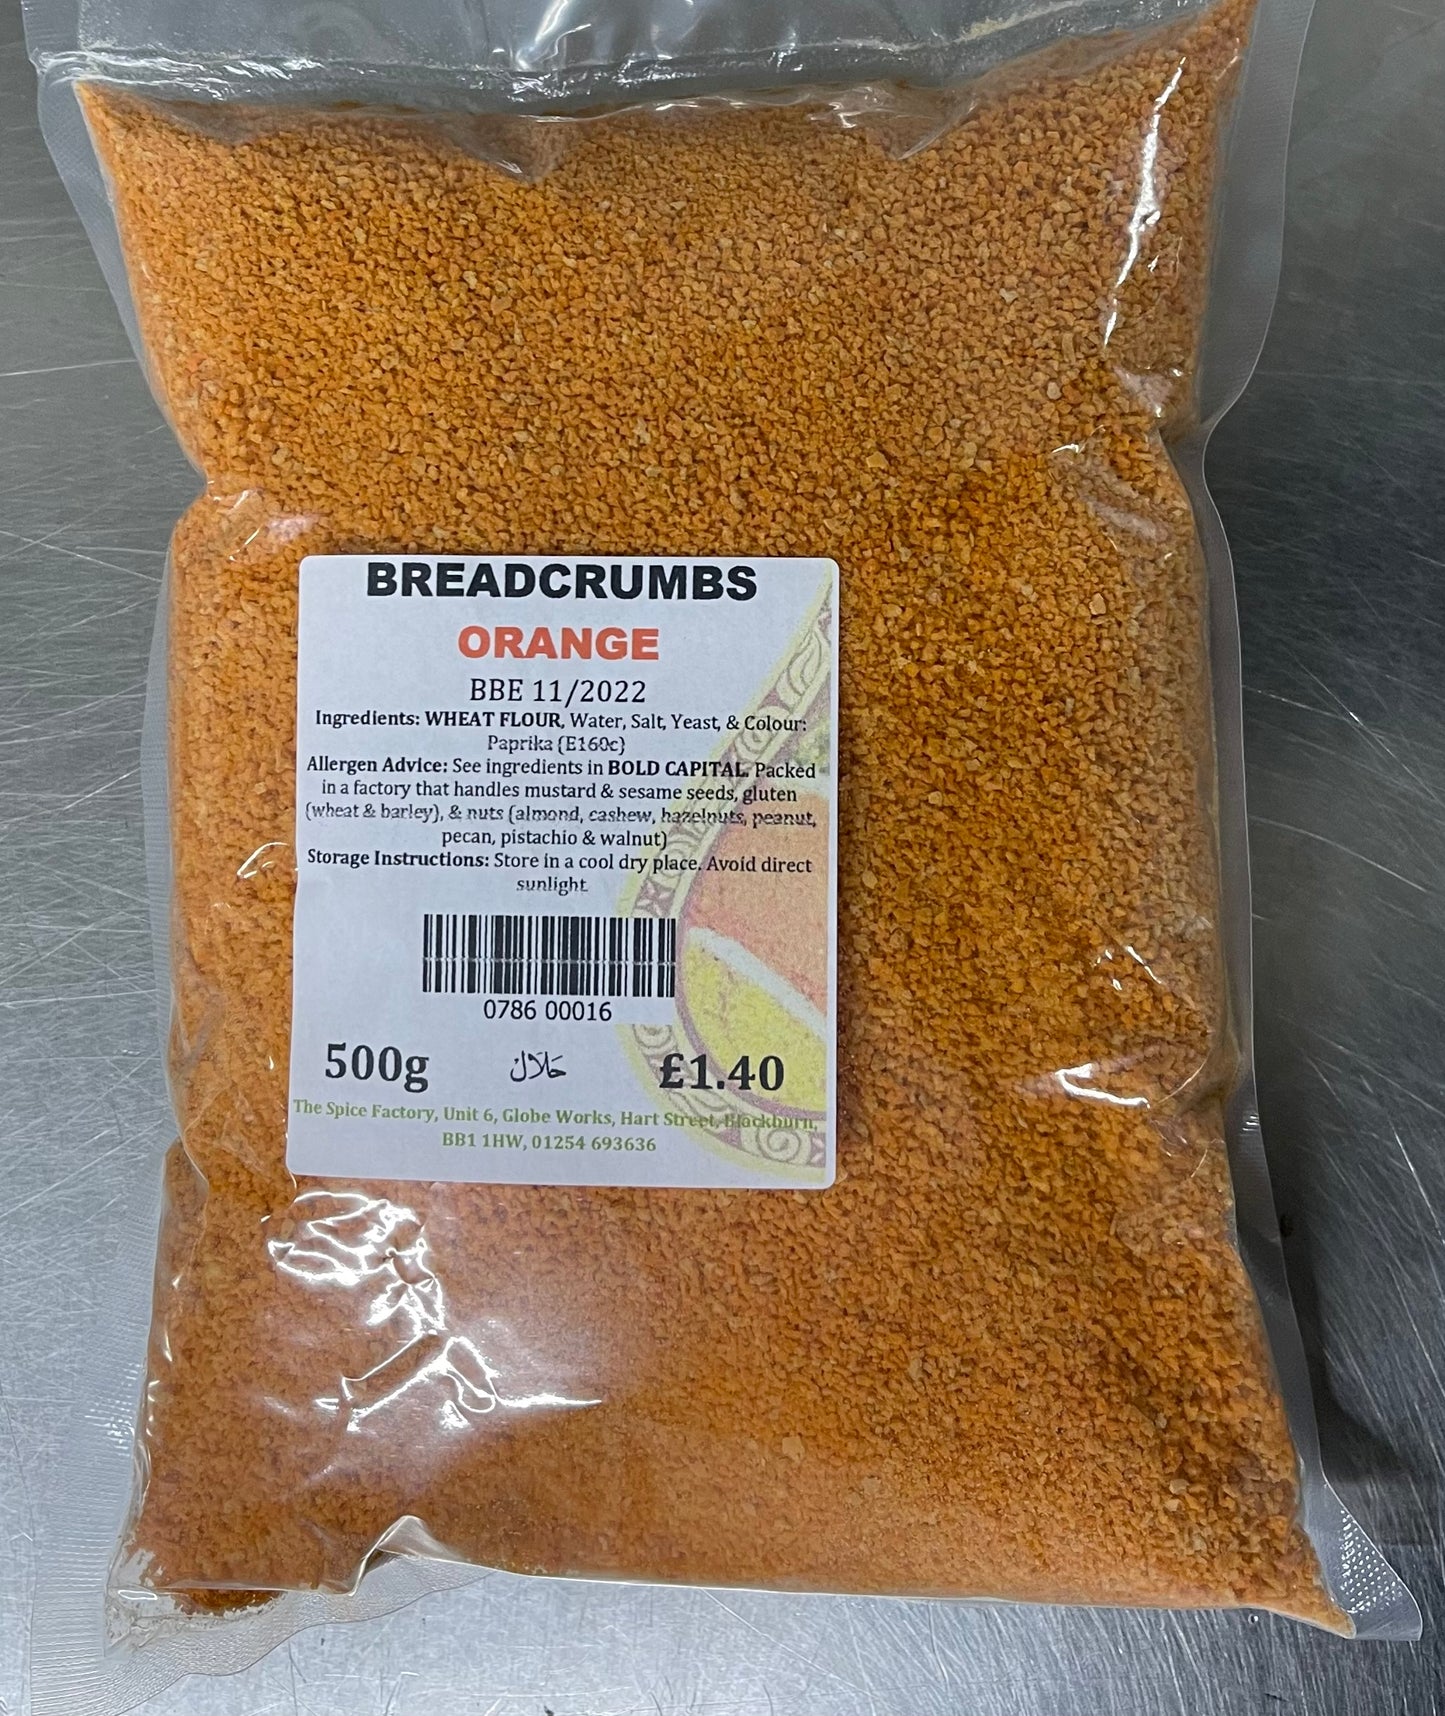 BREADCRUMBS
ORANGE
BBE 11/2022
Ingredients: WHEAT FLOUR, Water, Salt, Yeast, & Colour:
Paprika {E160c}
Allergen Advice: See ingredients in BOLD CAPITAL. Packed
in a factory that handles mustard & sesame seeds, gluten
(wheat & barley), & nuts (almond, cashew, hazelnuts, peanut,
pecan, pistachio & walnut)
Storage Instructions: Store in a cool dry place. Avoid direct
sunlight.
0786 00016
500g حلال £1.40
The Spice Factory, Unit 6, Globe Works, Hart Street, Blackburn,
BB1 1HW, 01254 693636